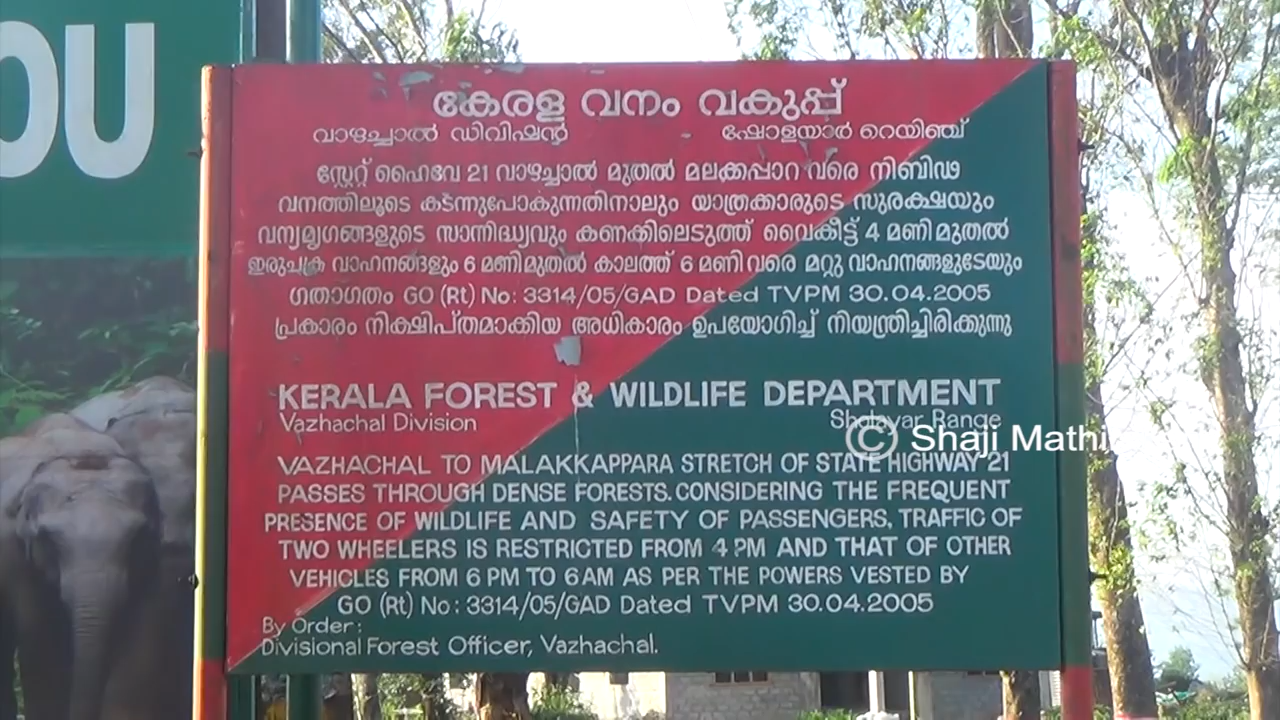 OU
കേരള വനം വകുപ്പ്
വാഴച്ചാൽ ഡിവിഷൻ ഷോളയാർ റെയിഞ്ച്
സ്റ്റേറ്റ് ഹൈവേ 21 വാഴച്ചാൽ മുതൽ മലക്കപ്പാറ വരെ നിബിഢ
വനത്തിലൂടെ കടന്നുപോകുന്നതിനാലും യാത്രക്കാരുടെ സുരക്ഷയും
വന്യമൃഗങ്ങളുടെ സാന്നിദ്ധ്യവും കണക്കിലെടുത്ത് വൈകീട്ട് 4 മണി മുതൽ
ഇരുചക്ര വാഹനങ്ങളും 6 മണി മുതൽ കാലത്ത് 6 മണി വരെ മറ്റു വാഹനങ്ങളുടേയും
ഗതാഗതം GO (Rt) No: 3314/05/GAD Dated TVPM 30.04.2005
പ്രകാരം നിക്ഷിപ്തമാക്കിയ അധികാരം ഉപയോഗിച്ച് നിയന്ത്രിച്ചിരിക്കുന്നു
KERALA FOREST & WILDLIFE DEPARTMENT
Vazhachal Division Sholayar Range
© Shaji Mathi
VAZHACHAL TO MALAKKAPPARA STRETCH OF STATE HIGHWAY 21
PASSES THROUGH DENSE FORESTS. CONSIDERING THE FREQUENT
PRESENCE OF WILDLIFE AND SAFETY OF PASSENGERS, TRAFFIC OF
TWO WHEELERS IS RESTRICTED FROM 4 PM AND THAT OF OTHER
VEHICLES FROM 6 PM TO 6 AM AS PER THE POWERS VESTED BY
GO (Rt) No: 3314/05/GAD Dated TVPM 30.04.2005
By Order:
Divisional Forest Officer, Vazhachal.